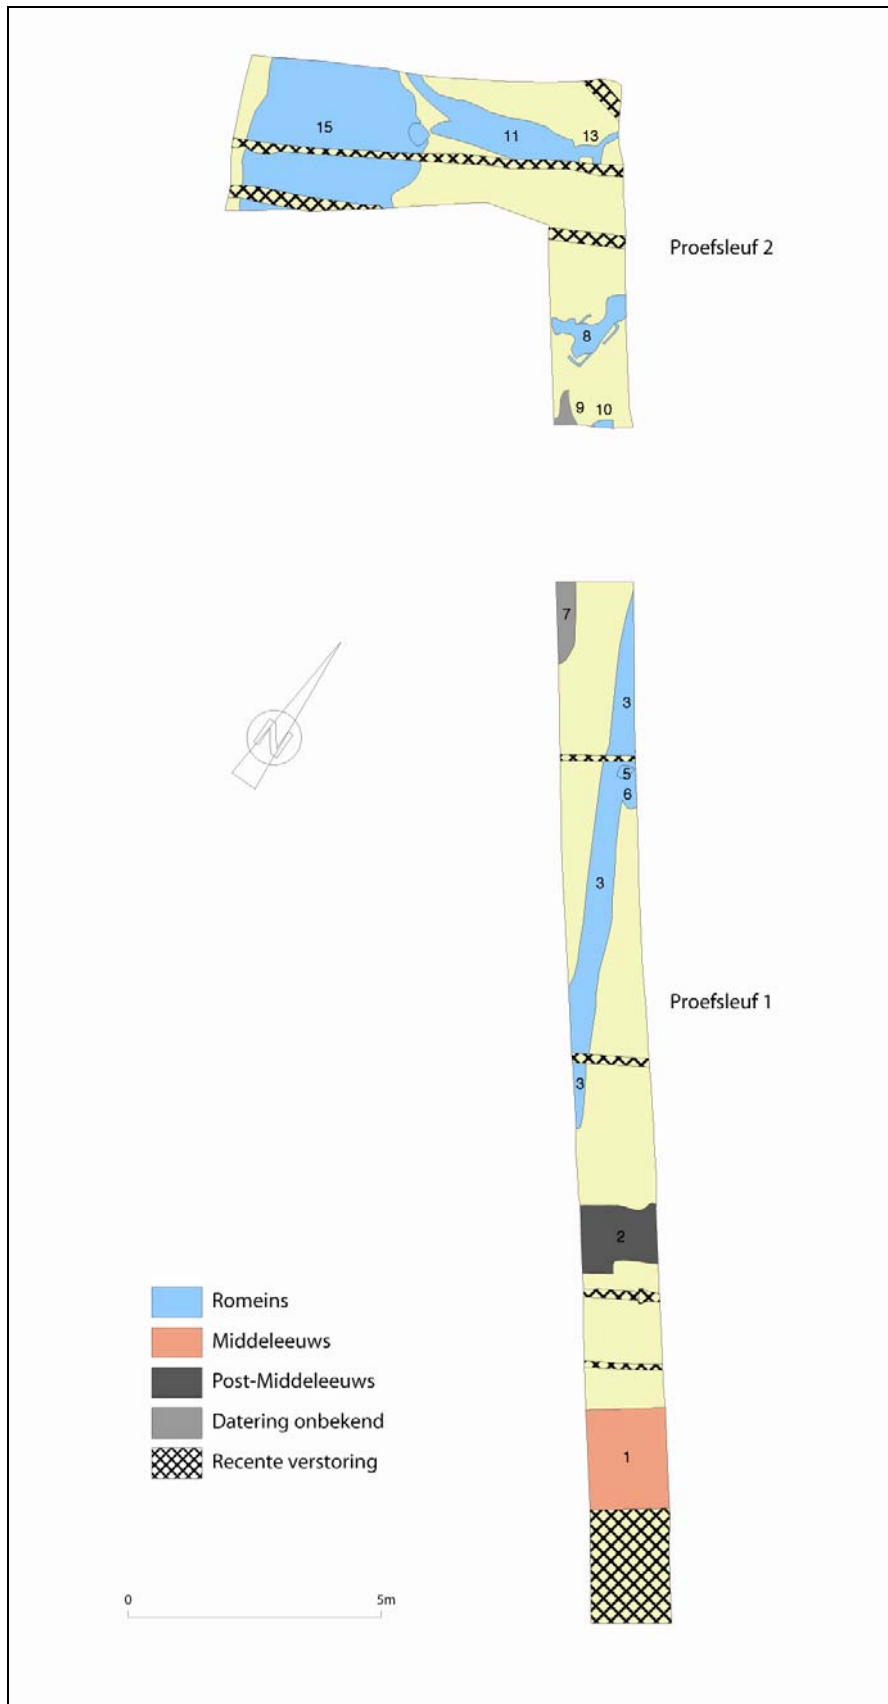 15
11
13
Proefsleuf 2
8
9
10
7
3
N
5
6
3
Proefsleuf 1
3
2
Romeins
Middeleeuws
Post-Middeleeuws
Datering onbekend
Recente verstoring
1
0
5m